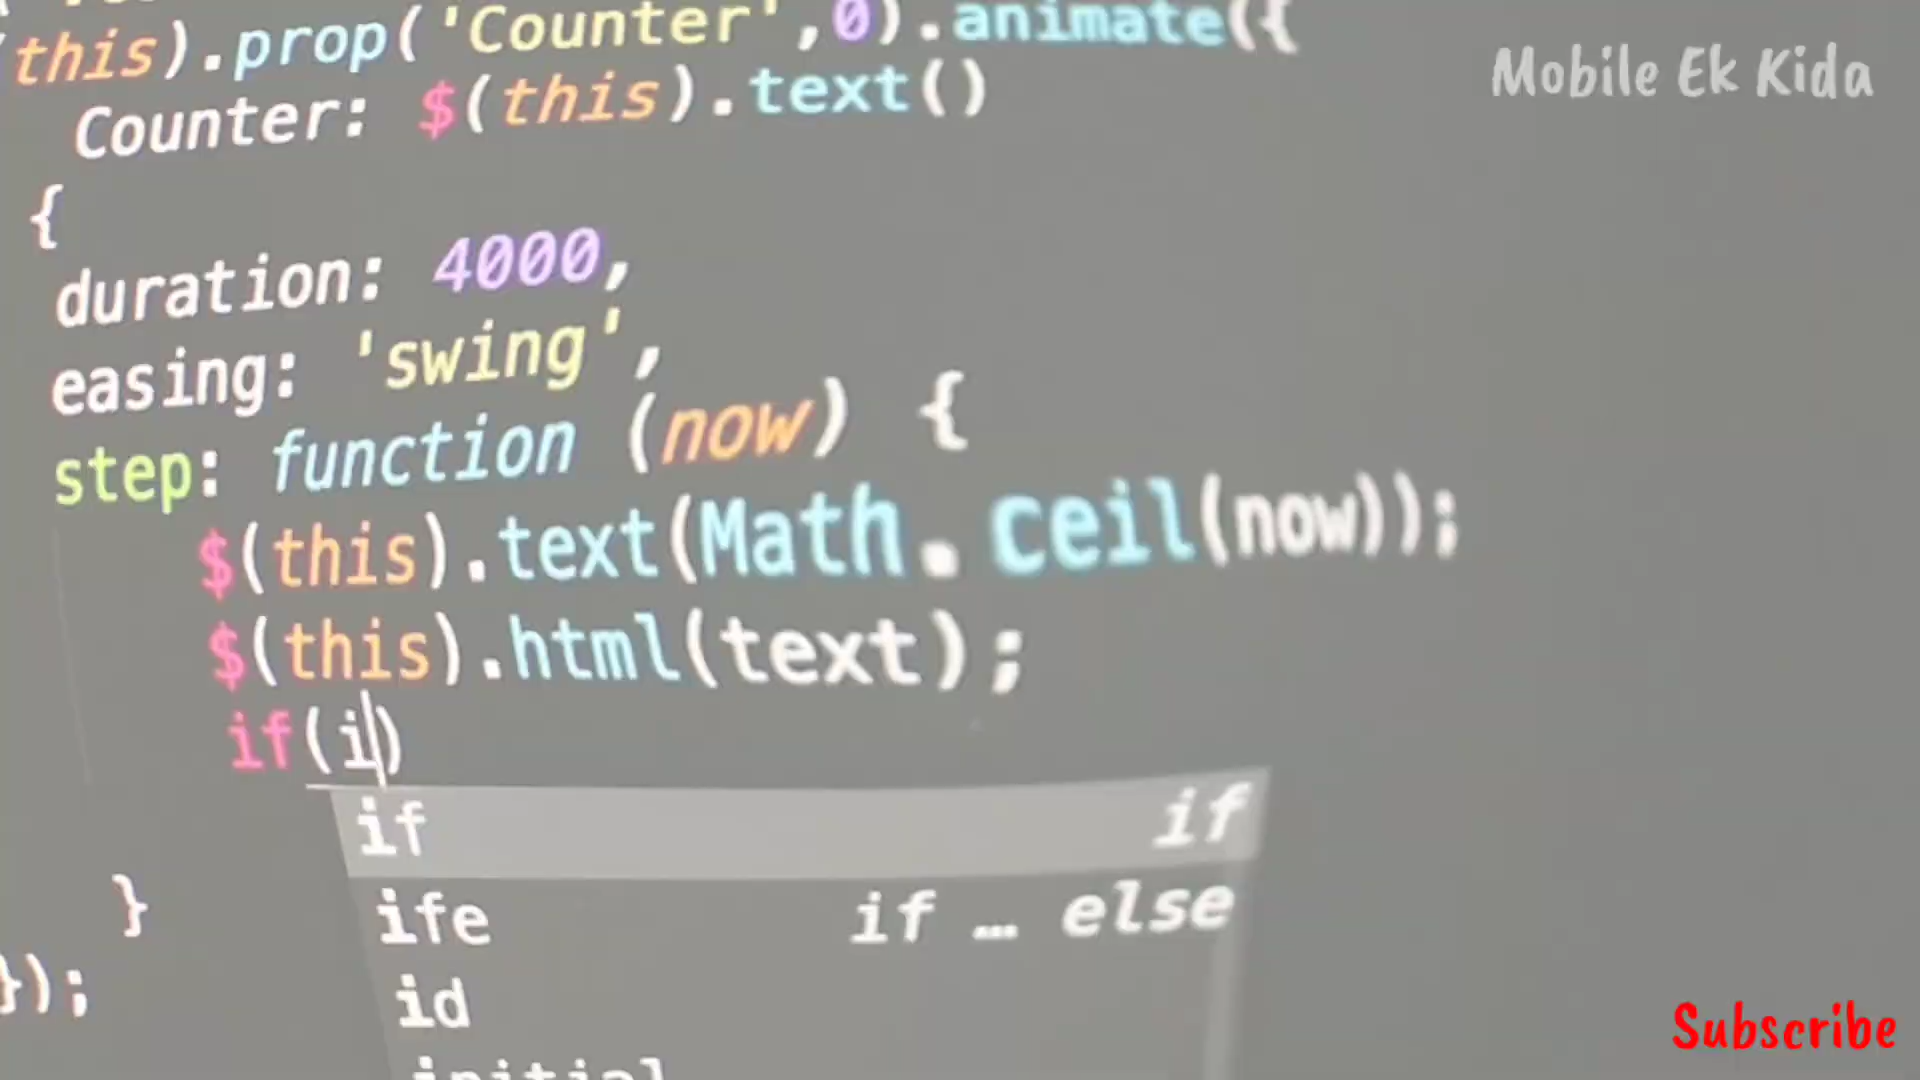 this).prop('Counter',0).animate({
Mobile Ek Kida
Counter: $(this).text()
{
duration: 4000,
easing: 'swing',
step: function (now) {
$(this).text(Math.ceil(now));
$(this).html(text);
if(i)
if if
ife if … else
id
initial
}
});
Subscribe